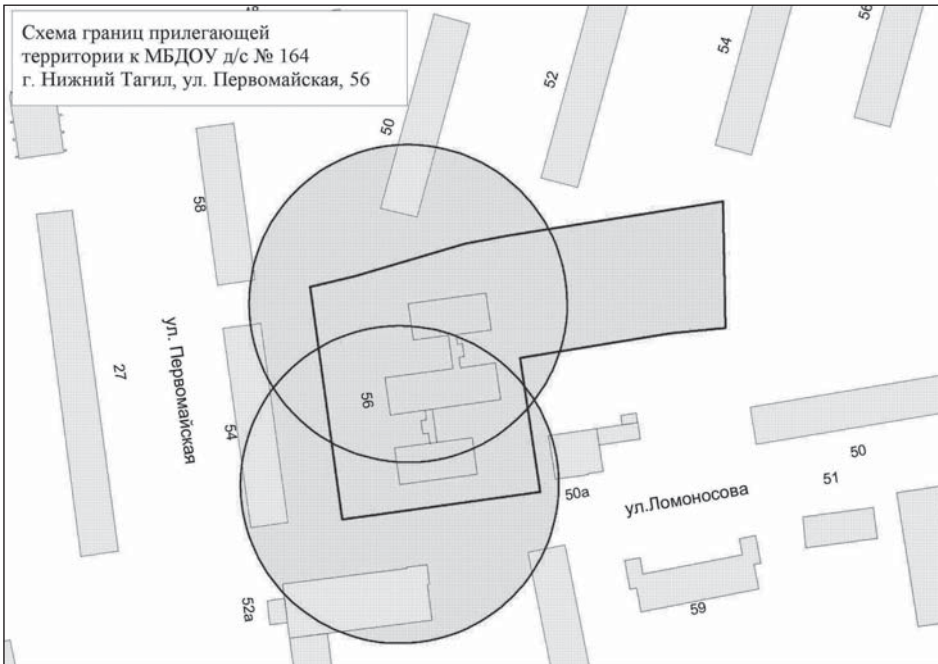 Схема границ прилегающей
территории к МБДОУ д/с № 164
г. Нижний Тагил, ул. Первомайская, 56
50
52
54
56
58
27
ул. Первомайская
54
56
50а
ул.Ломоносова
50
51
52а
59